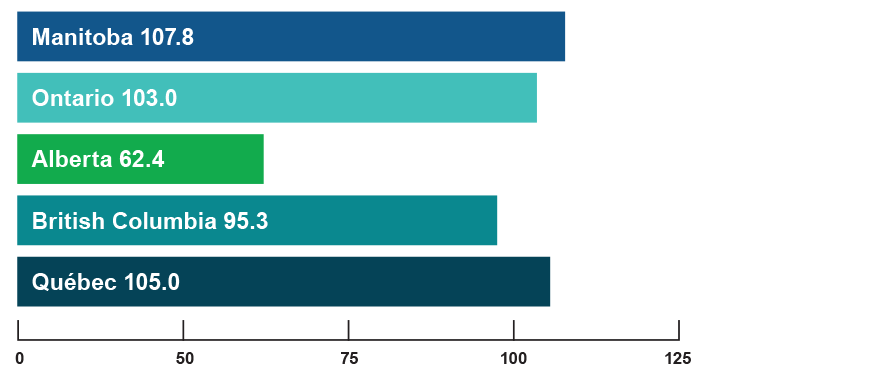 Manitoba 107.8
Ontario 103.0
Alberta 62.4
British Columbia 95.3
Québec 105.0
0 50 75 100 125